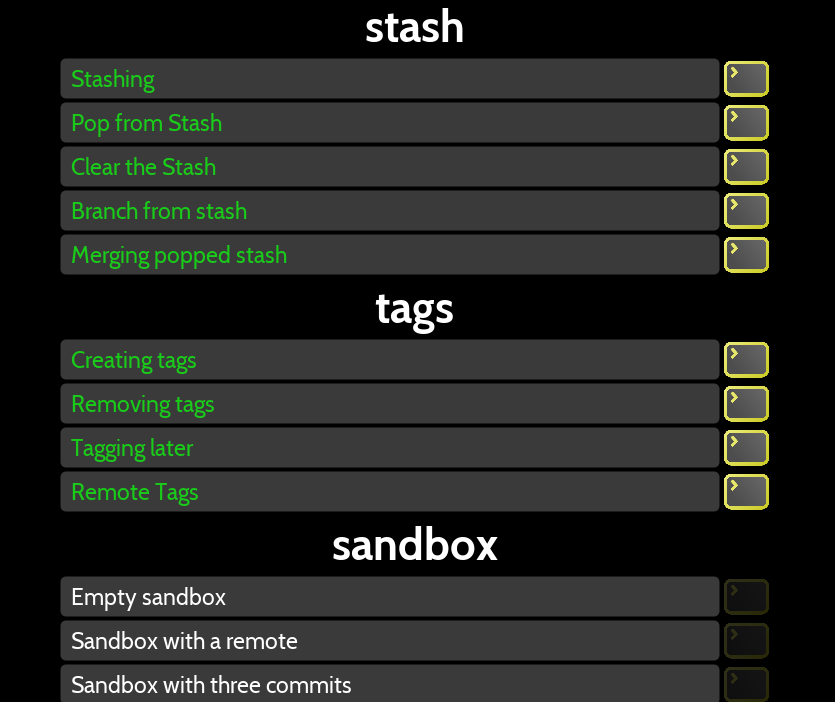 stash
Stashing
Pop from Stash
Clear the Stash
Branch from stash
Merging popped stash
tags
Creating tags
Removing tags
Tagging later
Remote Tags
sandbox
Empty sandbox
Sandbox with a remote
Sandbox with three commits